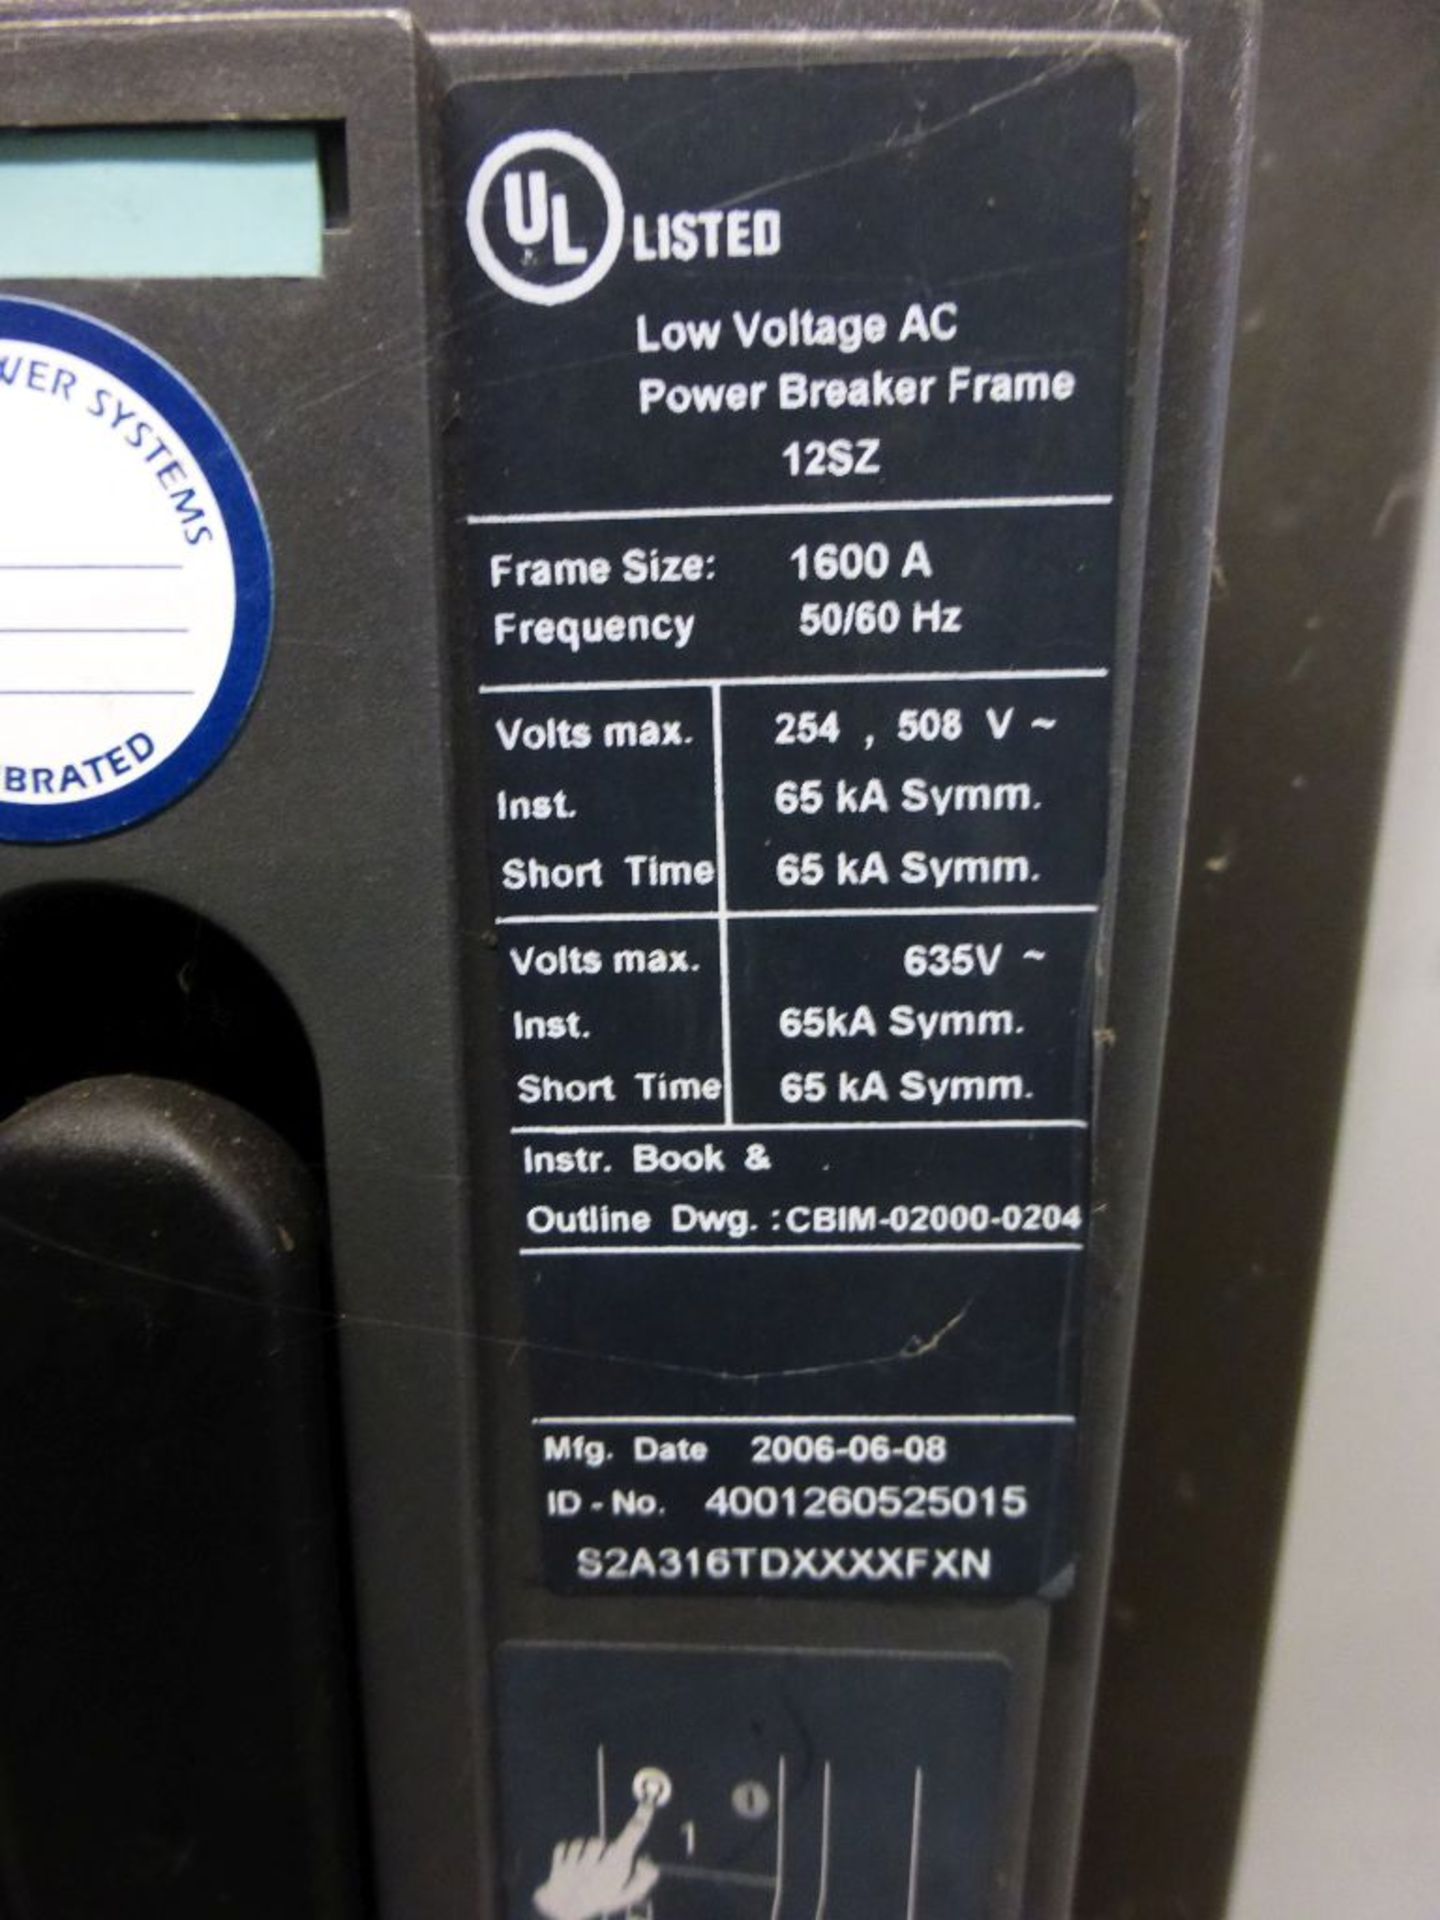 UL LISTED
Low Voltage AC
Power Breaker Frame
12SZ
Frame Size: 1600 A
Frequency 50/60 Hz
Volts max. 254 , 508 V ~
Inst. 65 kA Symm.
Short Time 65 kA Symm.
Volts max. 635V ~
Inst. 65kA Symm.
Short Time 65 kA Symm.
Instr. Book &
Outline Dwg. :CBIM-02000-0204
Mfg. Date 2006-06-08
ID - No. 4001260525015
S2A316TDXXXXFXN
WER SYSTEMS
BRATED
1